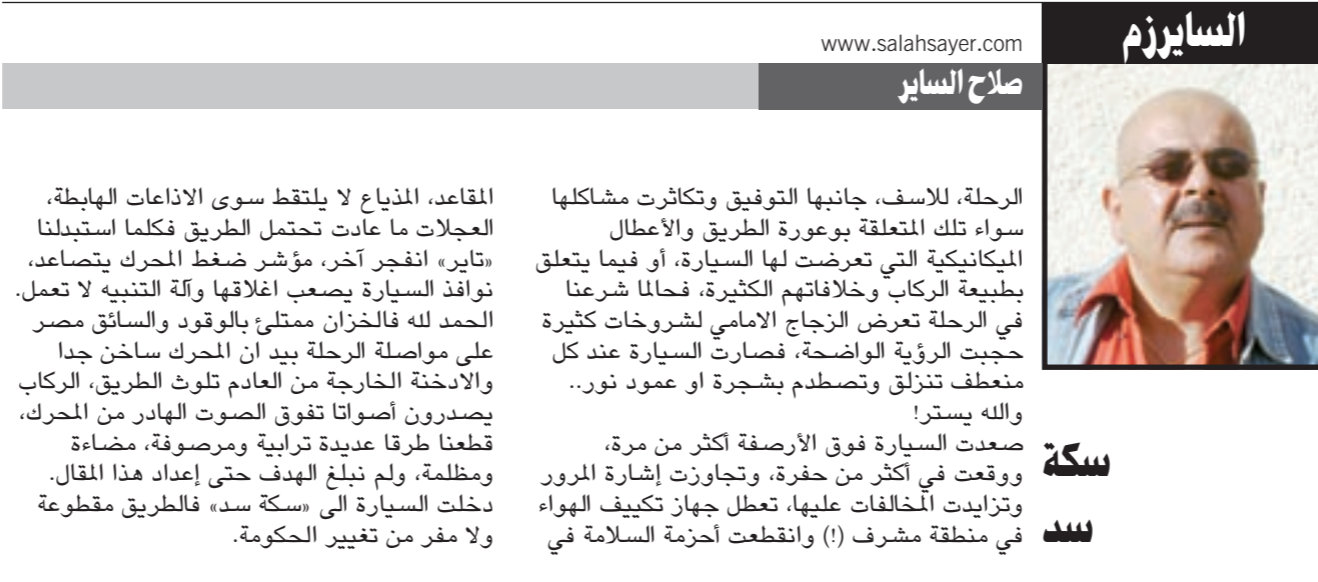 السايرزم
www.salahsayer.com
صلاح الساير
سكة
سد
الرحلة، للاسف، جانبها التوفيق وتكاثرت مشاكلها
سواء تلك المتعلقة بوعورة الطريق والأعطال
الميكانيكية التي تعرضت لها السيارة، أو فيما يتعلق
بطبيعة الركاب وخلافاتهم الكثيرة، فحالما شرعنا
في الرحلة تعرض الزجاج الامامي لشروخات كثيرة
حجبت الرؤية الواضحة، فصارت السيارة عند كل
منعطف تنزلق وتصطدم بشجرة او عمود نور..
والله يستر!
صعدت السيارة فوق الأرصفة أكثر من مرة،
ووقعت في أكثر من حفرة، وتجاوزت إشارة المرور
وتزايدت المخالفات عليها، تعطل جهاز تكييف الهواء
في منطقة مشرف (!) وانقطعت أحزمة السلامة في
المقاعد، المذياع لا يلتقط سوى الاذاعات الهابطة،
العجلات ما عادت تحتمل الطريق فكلما استبدلنا
«تاير» انفجر آخر، مؤشر ضغط المحرك يتصاعد،
نوافذ السيارة يصعب اغلاقها وآلة التنبيه لا تعمل.
الحمد لله فالخزان ممتلئ بالوقود والسائق مصر
على مواصلة الرحلة بيد ان المحرك ساخن جدا
والادخنة الخارجة من العادم تلوث الطريق، الركاب
يصدرون أصواتا تفوق الصوت الهادر من المحرك،
قطعنا طرقا عديدة ترابية ومرصوفة، مضاءة
ومظلمة، ولم نبلغ الهدف حتى إعداد هذا المقال.
دخلت السيارة الى «سكة سد» فالطريق مقطوعة
ولا مفر من تغيير الحكومة.